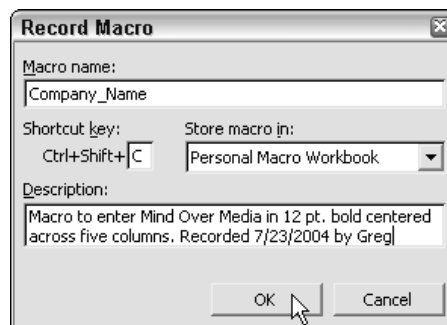 Record Macro
Macro name:
Company_Name
Shortcut key:
Store macro in:
Ctrl+Shift+ C
Personal Macro Workbook
Description:
Macro to enter Mind Over Media in 12 pt. bold centered
across five columns. Recorded 7/23/2004 by Greg
OK
Cancel